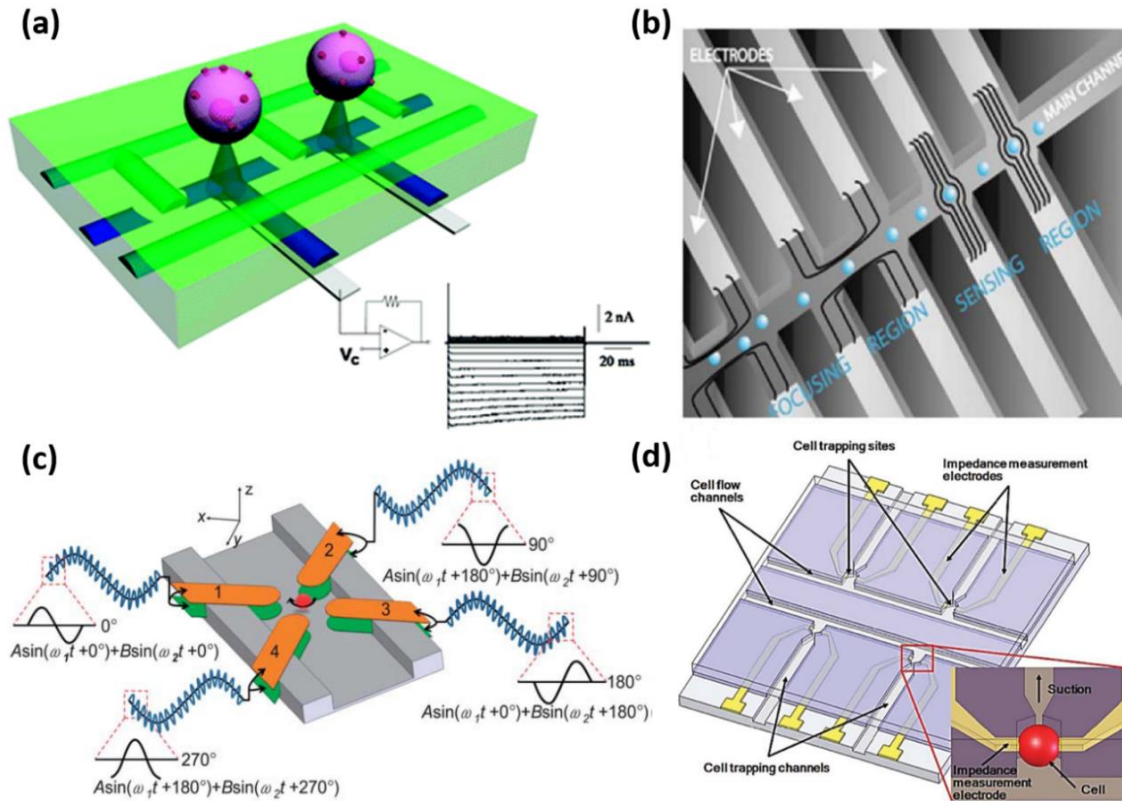 (a)
V_C
2 nA
20 ms
(b)
ELECTRODES
MAIN CHANNEL
FOCUSING REGION SENSING REGION
(c)
z
x
y
1
2
3
4
0°
Asin(ω₁t +0°)+Bsin(ω₂t +0°)
90°
Asin(ω₁t +180°)+Bsin(ω₂t +90°)
180°
Asin(ω₁t +0°)+Bsin(ω₂t +180°)
270°
Asin(ω₁t +180°)+Bsin(ω₂t +270°)
(d)
Cell trapping sites
Cell flow
channels
Impedance measurement
electrodes
Cell trapping channels
Suction
Impedance
measurement
electrode
Cell